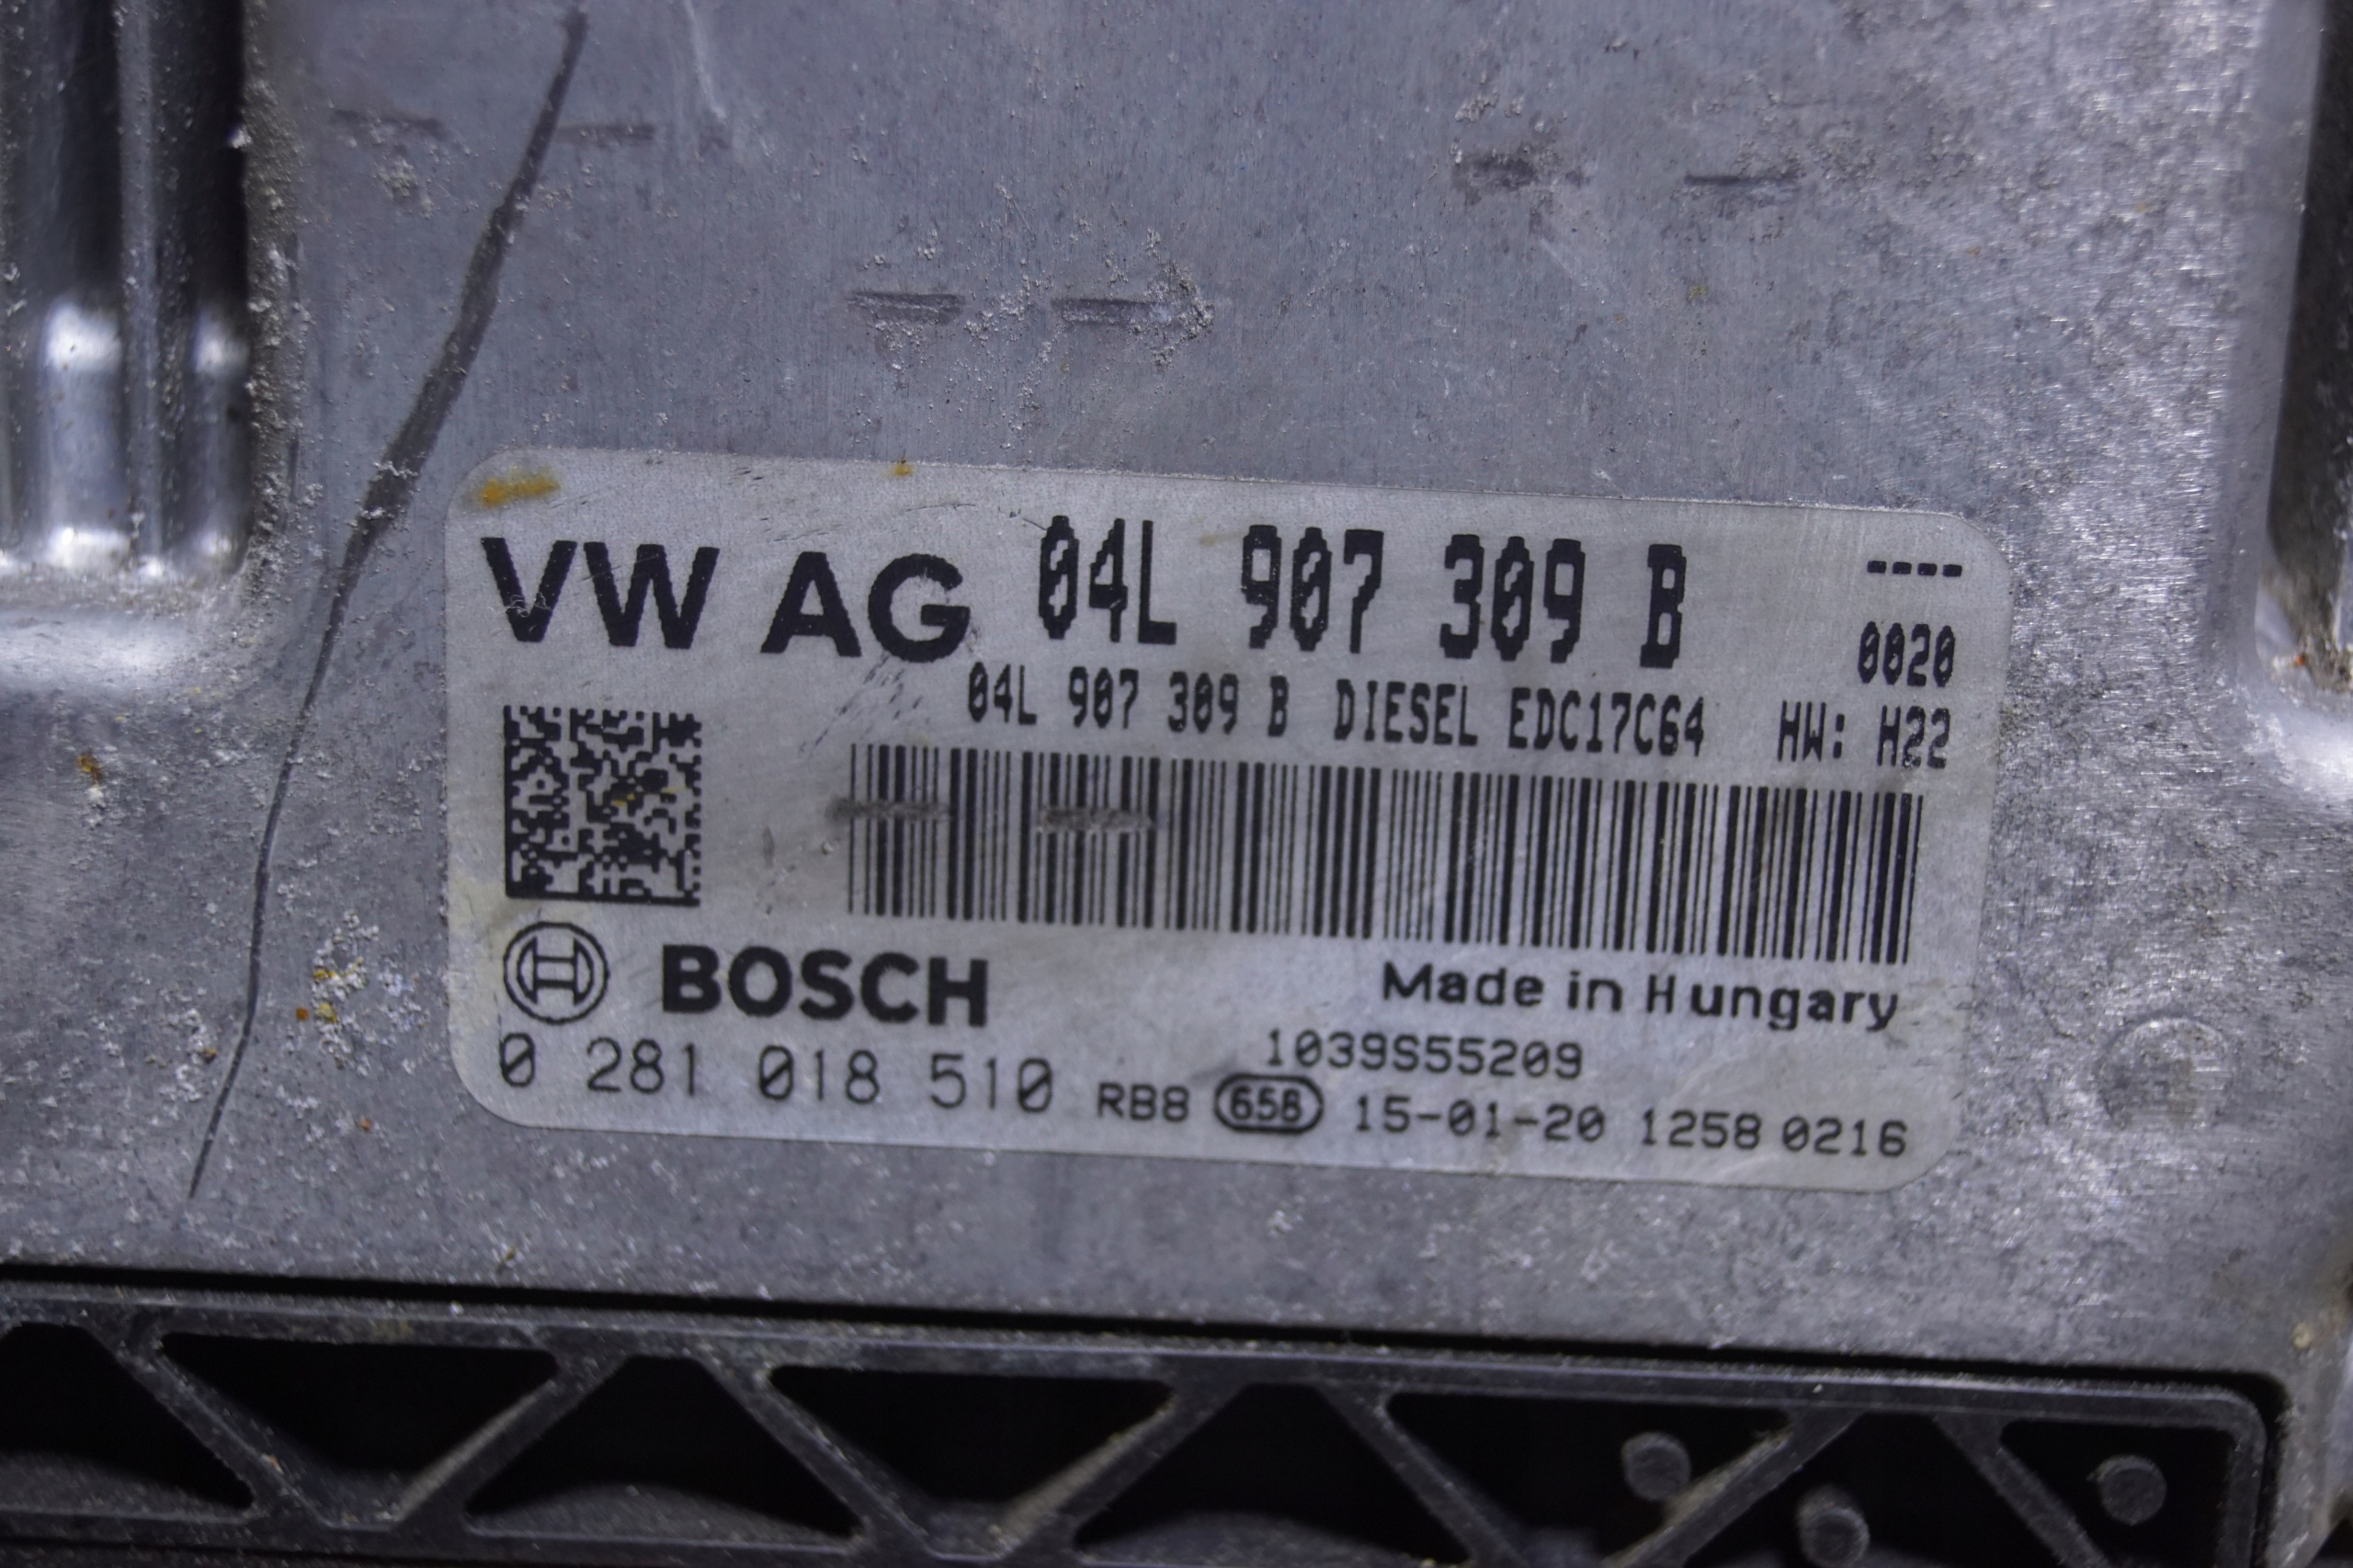 VW AG 04L 907 309 B ----
0020
04L 907 309 B DIESEL EDC17C64 HW: H22
BOSCH Made in Hungary
1039S55209
0 281 018 510 RB8 658 15-01-20 1258 0216